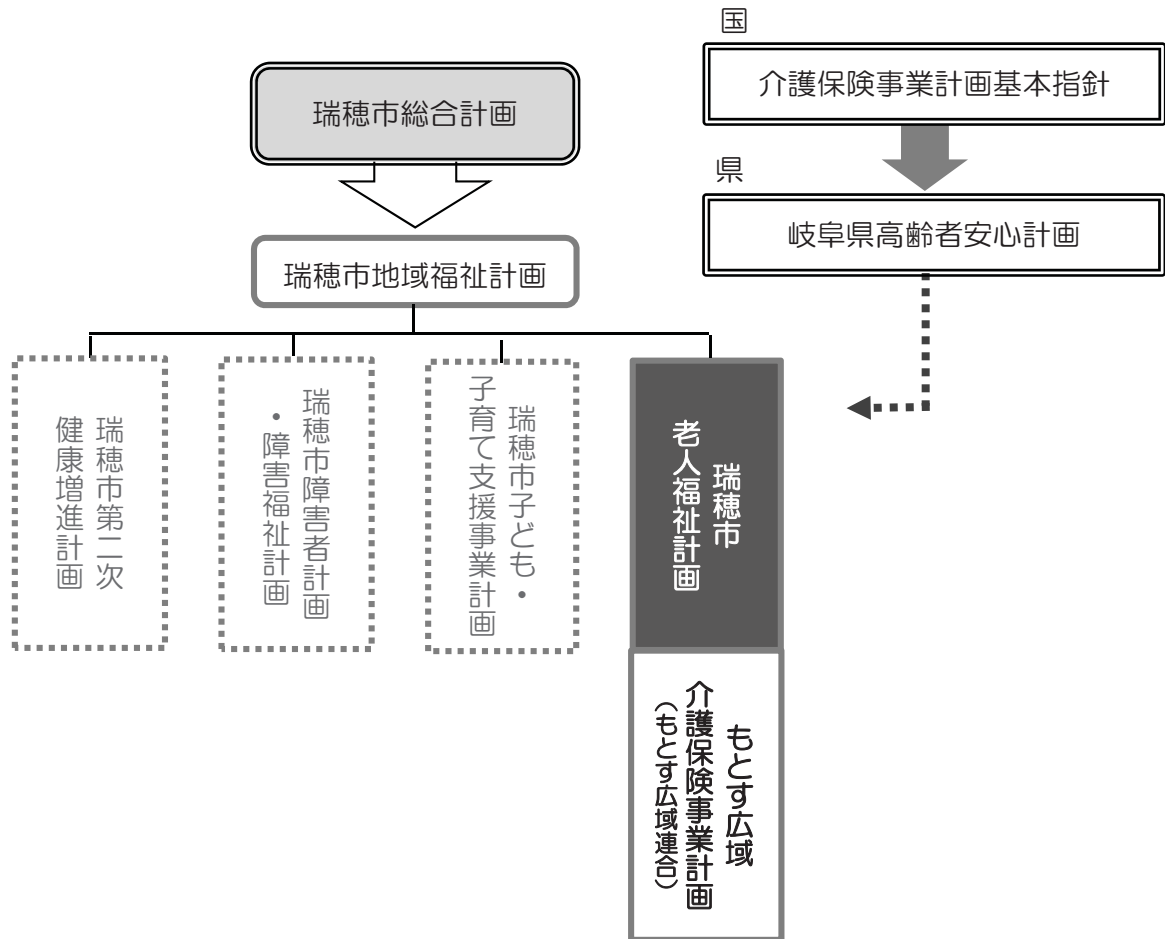 国
介護保険事業計画基本指針
瑞穂市総合計画
県
岐阜県高齢者安心計画
瑞穂市地域福祉計画
瑞穂市第二次
健康増進計画
瑞穂市障害者計画
・障害福祉計画
瑞穂市子ども・
子育て支援事業計画
瑞穂市
老人福祉計画
もとす広域
介護保険事業計画
（もとす広域連合）